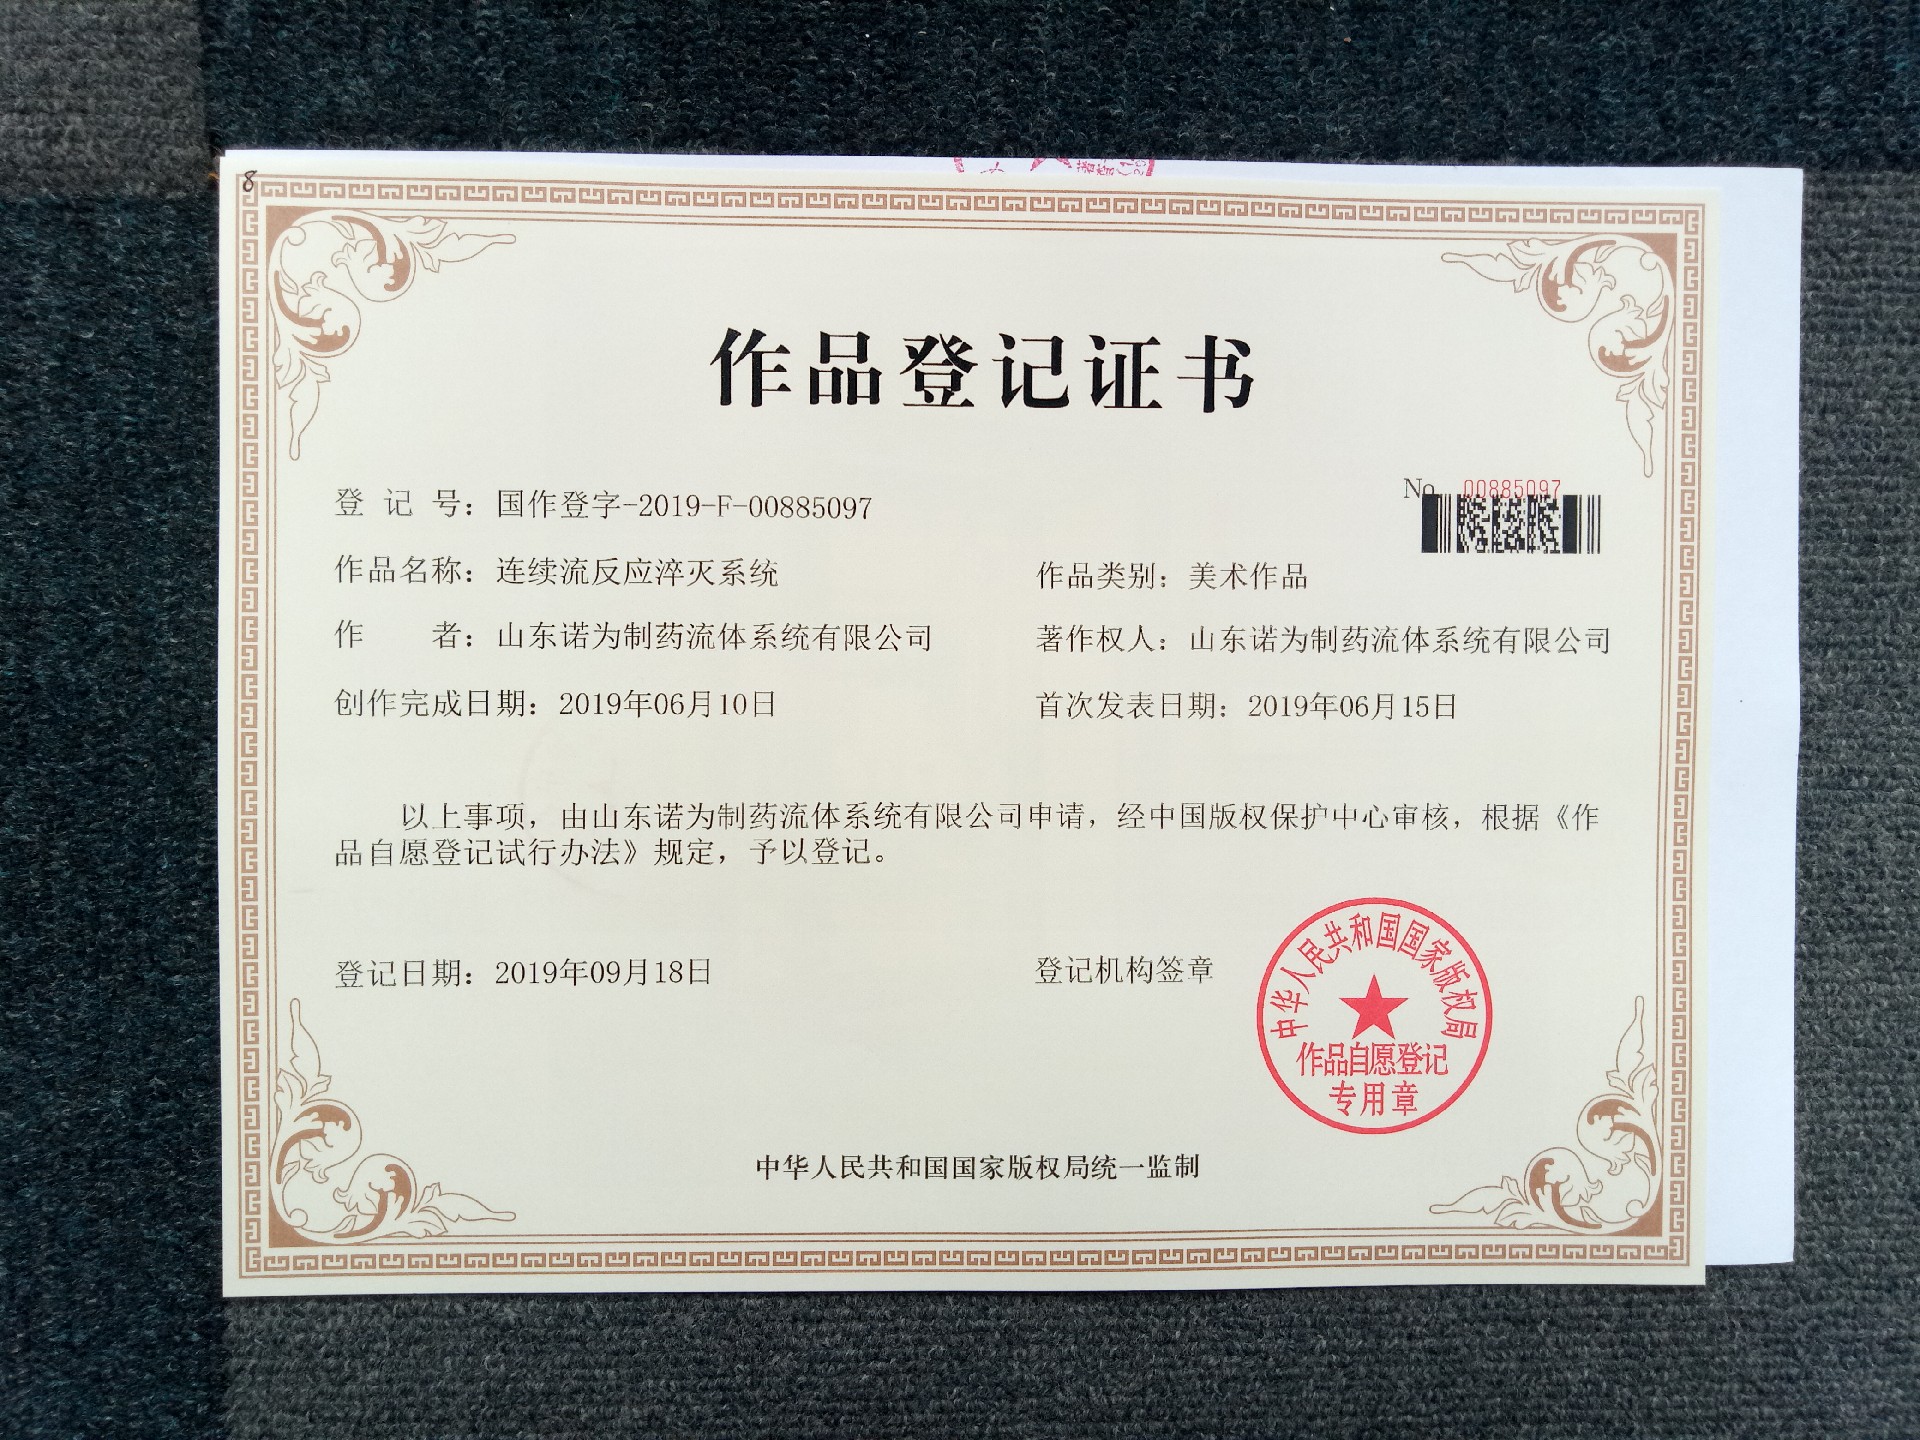 8
作品登记证书
No. 00885097
登 记 号：国作登字-2019-F-00885097
作品名称：连续流反应淬灭系统
作品类别：美术作品
作 者：山东诺为制药流体系统有限公司
著作权人：山东诺为制药流体系统有限公司
创作完成日期：2019年06月10日
首次发表日期：2019年06月15日
以上事项，由山东诺为制药流体系统有限公司申请，经中国版权保护中心审核，根据《作
品自愿登记试行办法》规定，予以登记。
登记日期：2019年09月18日
登记机构签章
中华人民共和国国家版权局
作品自愿登记
专用章
中华人民共和国国家版权局统一监制